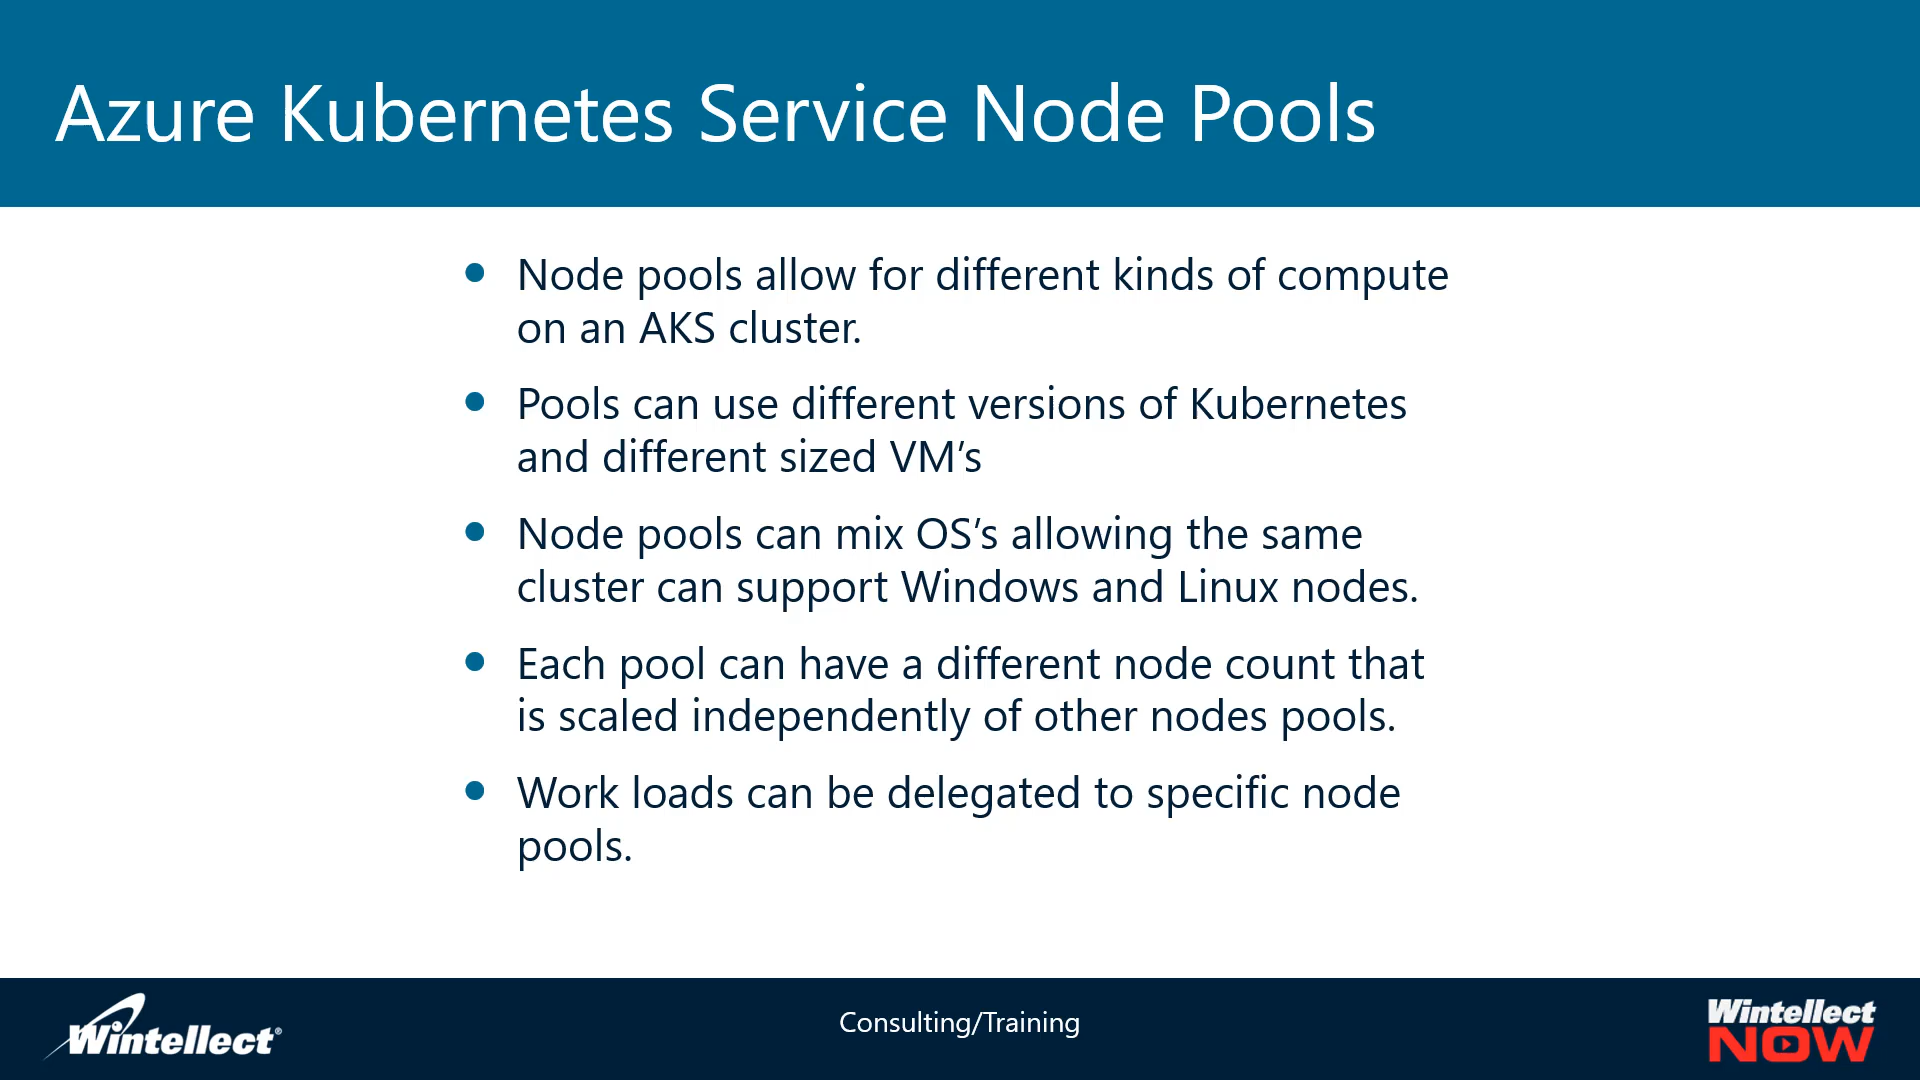 Azure Kubernetes Service Node Pools
• Node pools allow for different kinds of compute
on an AKS cluster.
• Pools can use different versions of Kubernetes
and different sized VM’s
• Node pools can mix OS’s allowing the same
cluster can support Windows and Linux nodes.
• Each pool can have a different node count that
is scaled independently of other nodes pools.
• Work loads can be delegated to specific node
pools.
Wintellect®
Consulting/Training
Wintellect
NOW